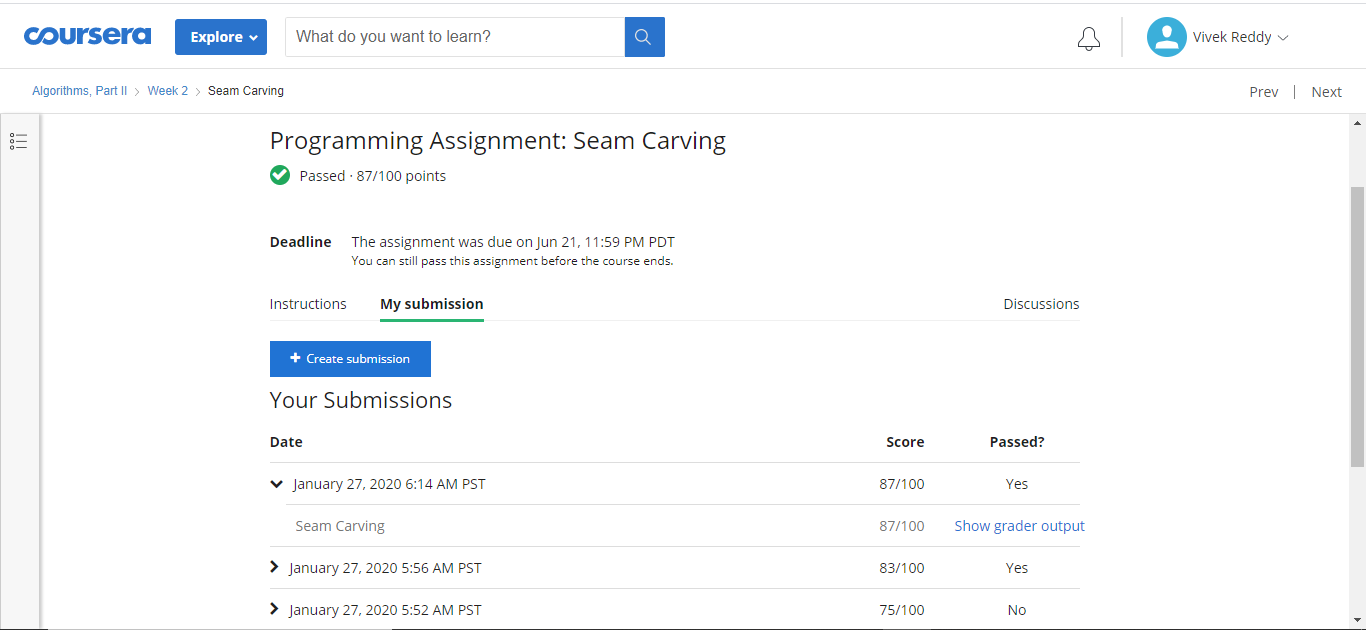 coursera Explore What do you want to learn? Vivek Reddy
Algorithms, Part II > Week 2 > Seam Carving Prev | Next
Programming Assignment: Seam Carving
Passed · 87/100 points
Deadline The assignment was due on Jun 21, 11:59 PM PDT
You can still pass this assignment before the course ends.
Instructions My submission Discussions
+ Create submission
Your Submissions
Date Score Passed?
January 27, 2020 6:14 AM PST 87/100 Yes
Seam Carving 87/100 Show grader output
January 27, 2020 5:56 AM PST 83/100 Yes
January 27, 2020 5:52 AM PST 75/100 No